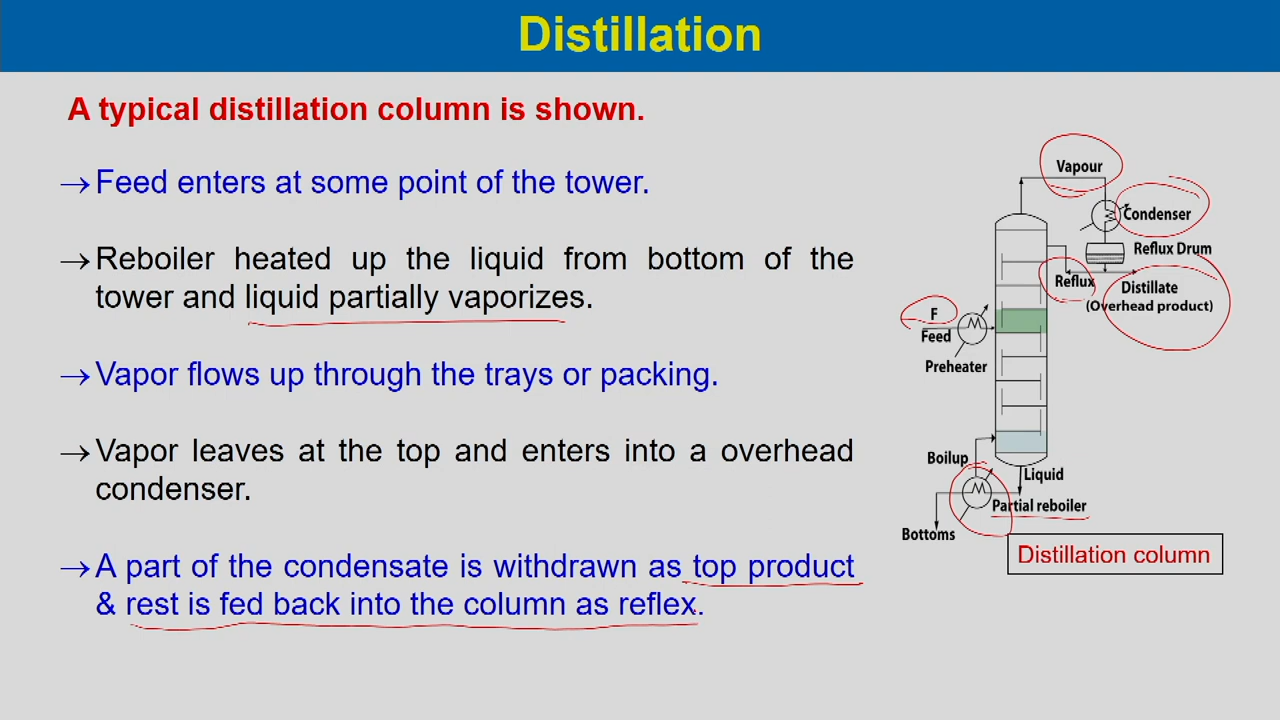 Distillation
A typical distillation column is shown.
→ Feed enters at some point of the tower.
→ Reboiler heated up the liquid from bottom of the
tower and liquid partially vaporizes.
→ Vapor flows up through the trays or packing.
→ Vapor leaves at the top and enters into a overhead
condenser.
→ A part of the condensate is withdrawn as top product
& rest is fed back into the column as reflex.
Vapour
Condenser
Reflux Drum
Reflux
Distillate
(Overhead product)
F
Feed
Preheater
Boilup
Liquid
Partial reboiler
Bottoms
Distillation column